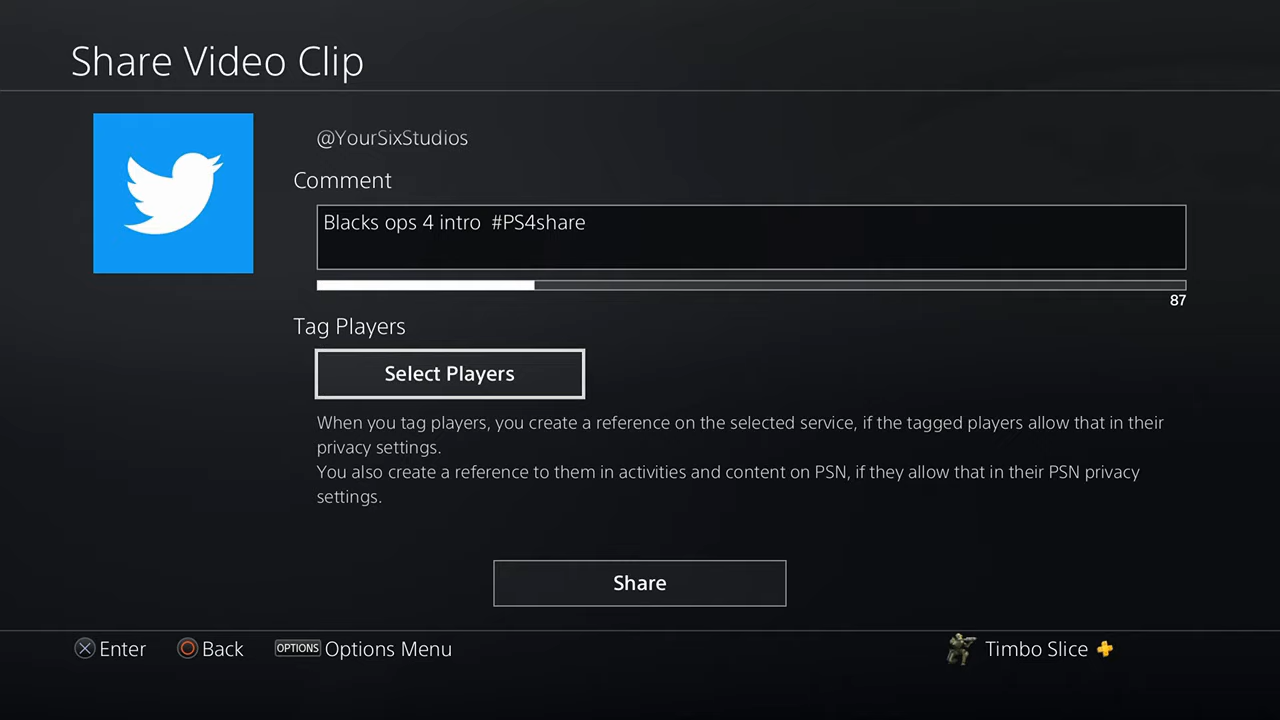 Share Video Clip
@YourSixStudios
Comment
Blacks ops 4 intro  #PS4share
87
Tag Players
Select Players
When you tag players, you create a reference on the selected service, if the tagged players allow that in their
privacy settings.
You also create a reference to them in activities and content on PSN, if they allow that in their PSN privacy
settings.
Share
Enter
Back
OPTIONS Options Menu
Timbo Slice